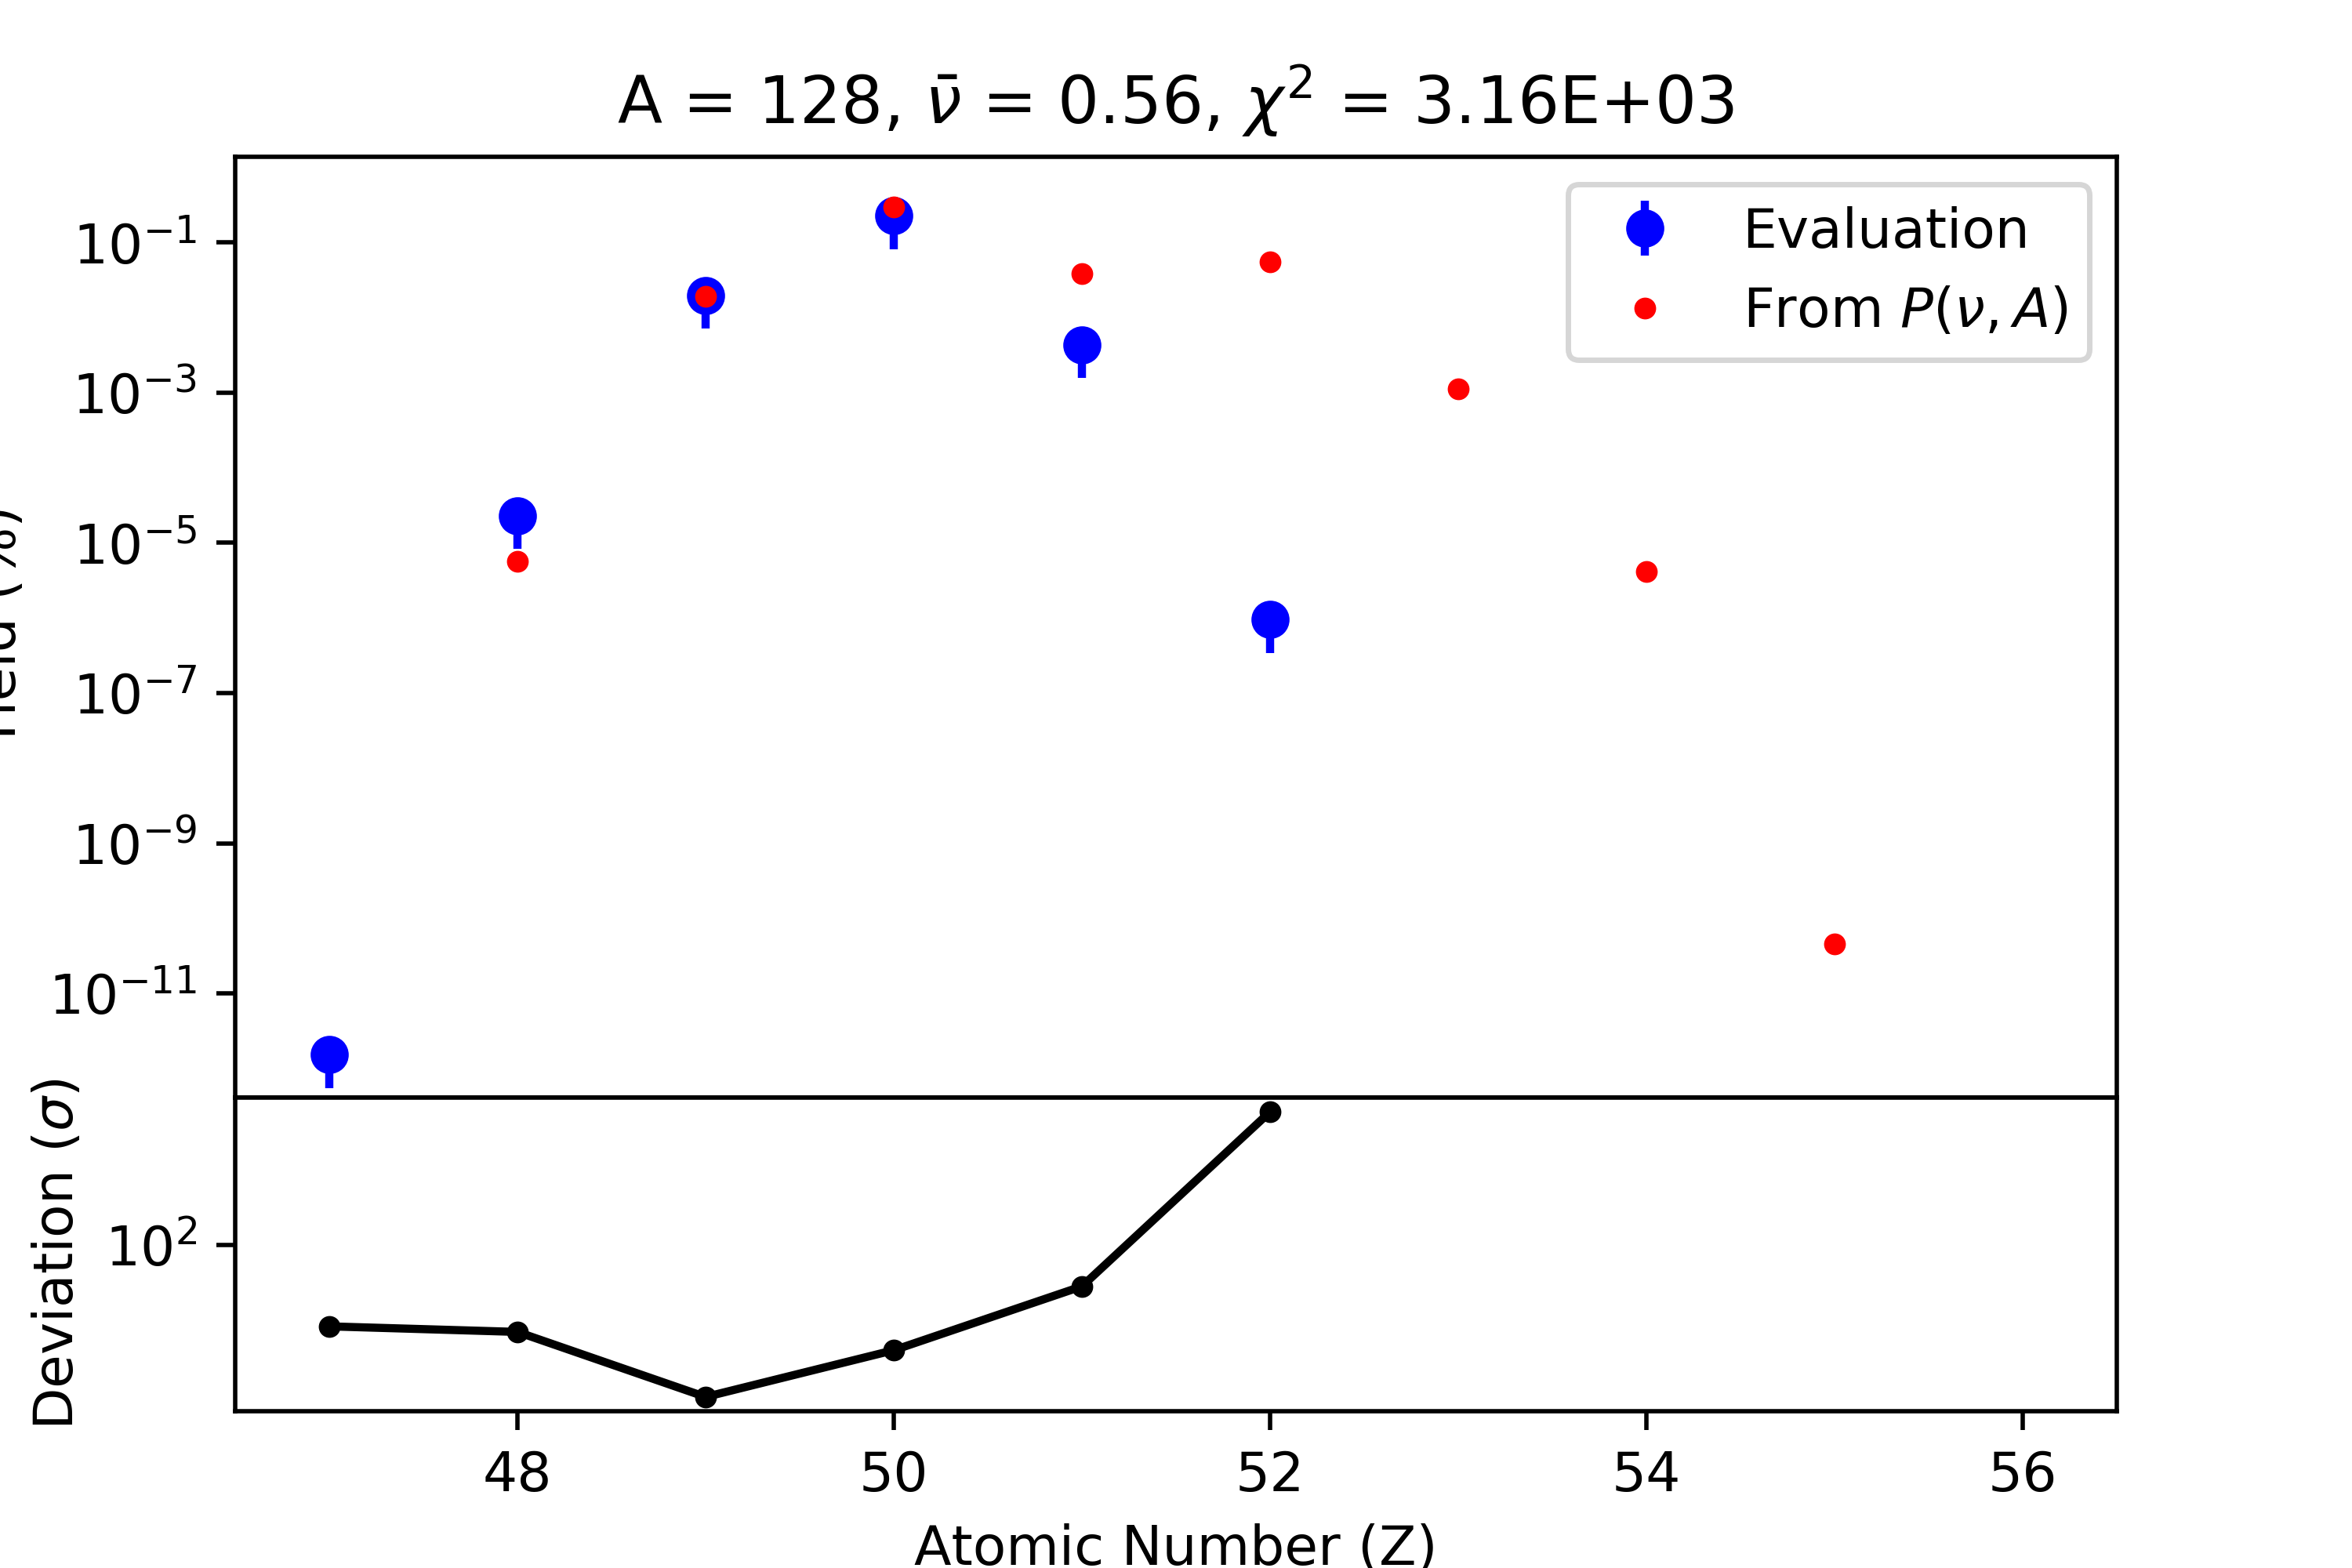 A = 128, ν̄ = 0.56, χ² = 3.16E+03
Evaluation
From P(ν, A)
10⁻¹
10⁻³
10⁻⁵
10⁻⁷
10⁻⁹
10⁻¹¹
(%)
Deviation (σ)
10²
48 50 52 54 56
Atomic Number (Z)